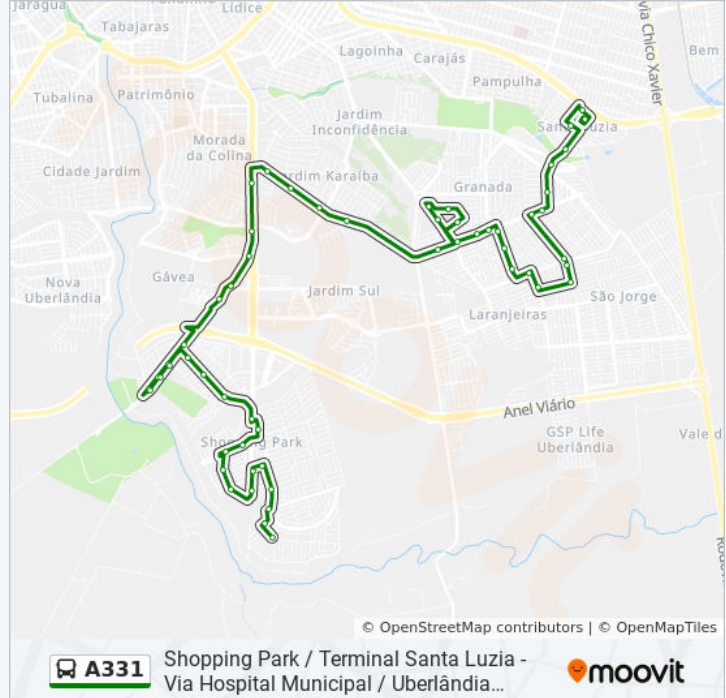 Jaraguá
Lídice
Tabajaras
Lagoinha
Carajás
Bem
via Chico Xavier
Pampulha
Tubalina
Patrimônio
Jardim
Inconfidência
Santa Luzia
Morada
da Colina
Cidade Jardim
Jardim Karaíba
Granada
Gávea
Nova
Uberlândia
Jardim Sul
São Jorge
Laranjeiras
Anel Viário
Shopping Park
GSP Life
Uberlândia
Vale d
© OpenStreetMap contributors | © OpenMapTiles
A331
Shopping Park / Terminal Santa Luzia -
Via Hospital Municipal / Uberlândia…
moovit